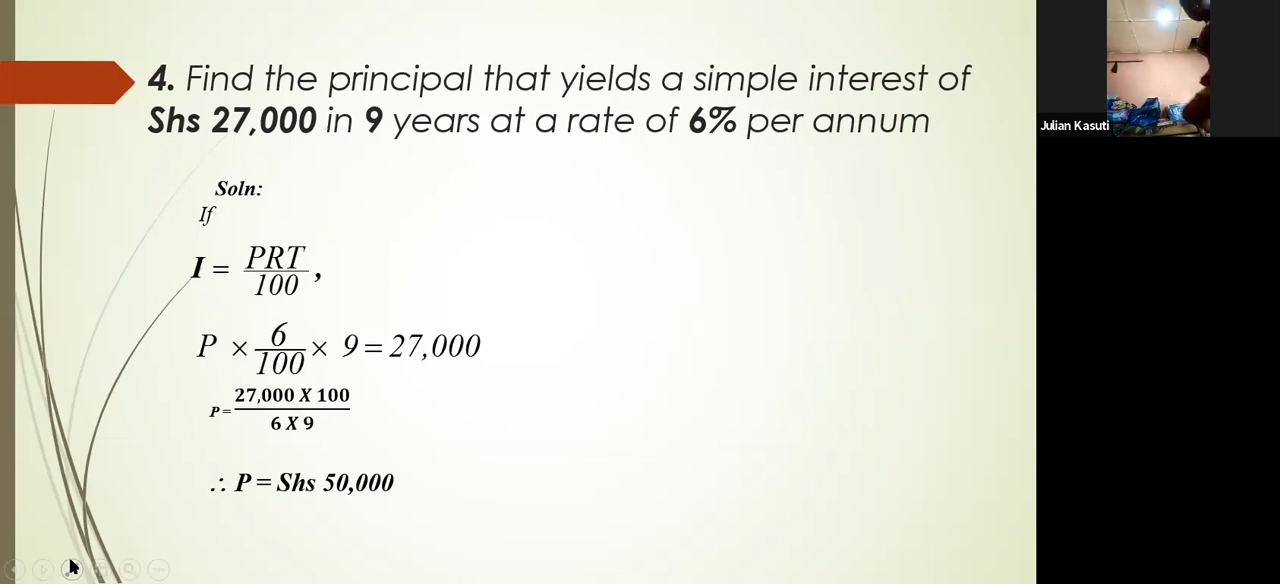 4. Find the principal that yields a simple interest of
Shs 27,000 in 9 years at a rate of 6% per annum
Soln:
If
I = PRT/100 ,
P × 6/100 × 9 = 27,000
P = 27,000 X 100 / 6 X 9
∴ P = Shs 50,000
Julian Kasuti